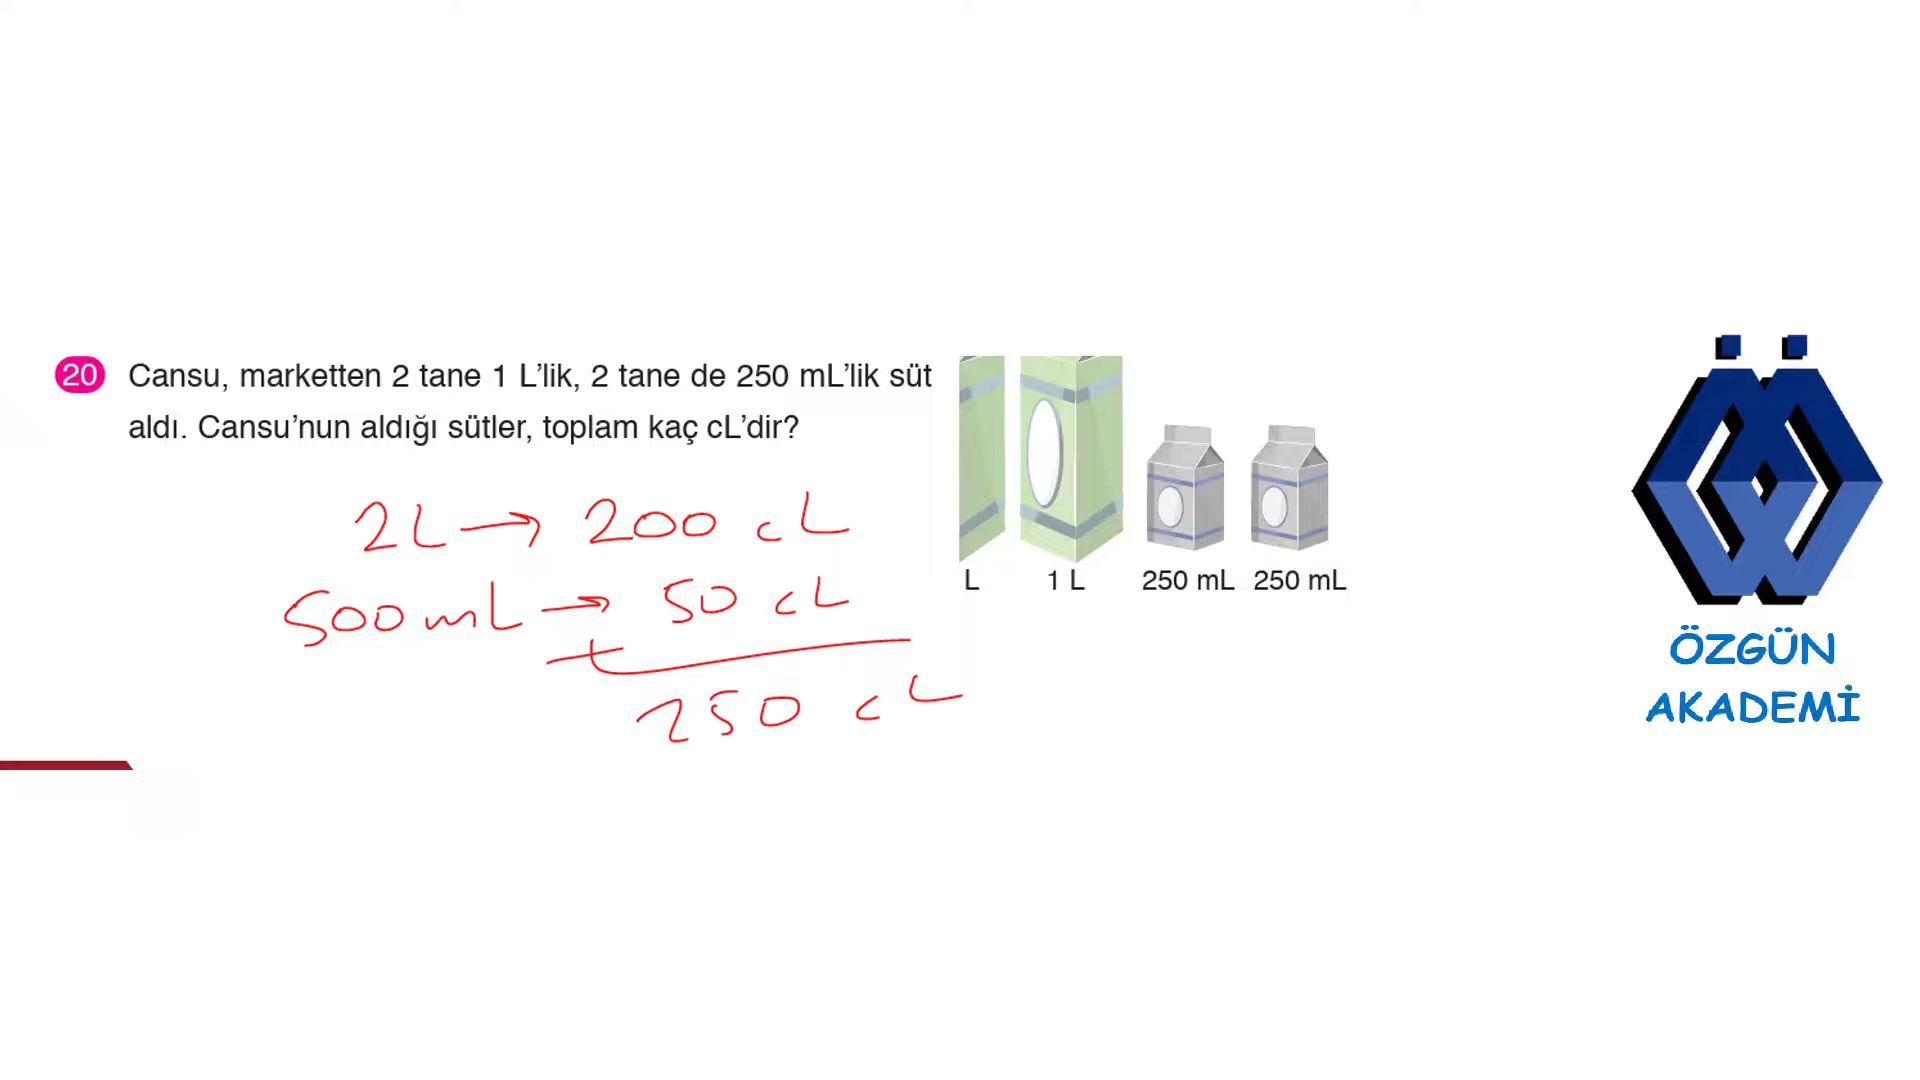 20 Cansu, marketten 2 tane 1 L’lik, 2 tane de 250 mL’lik süt
aldı. Cansu’nun aldığı sütler, toplam kaç cL’dir?
2L → 200 cL
500 mL → 50 cL
+
250 cL
L 1 L 250 mL 250 mL
ÖZGÜN
AKADEMİ